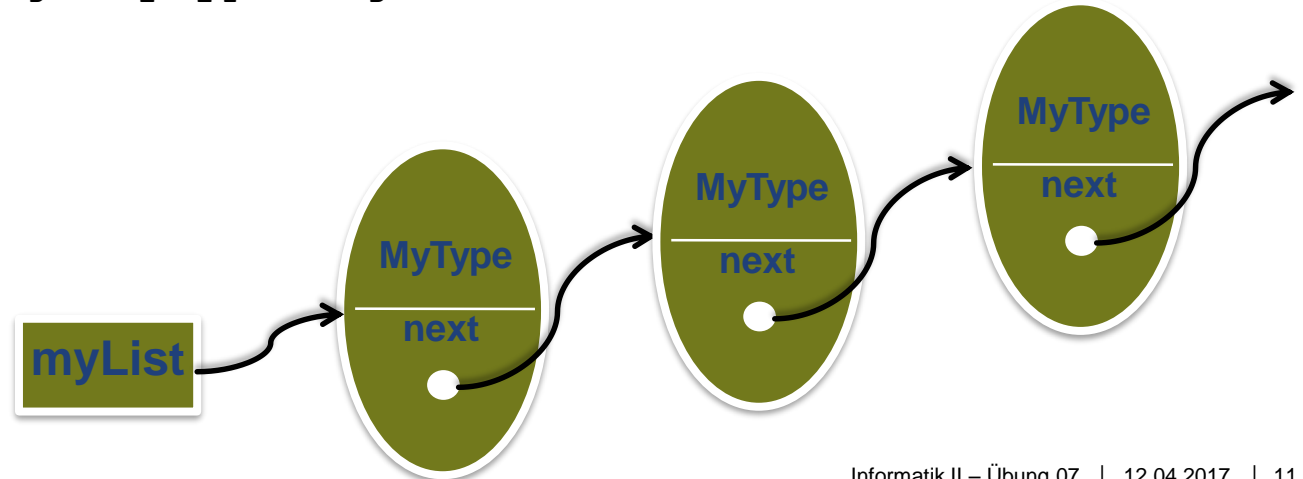 myList
MyType
next
MyType
next
MyType
next
Informatik II – Übung 07 | 12.04.2017 | 11